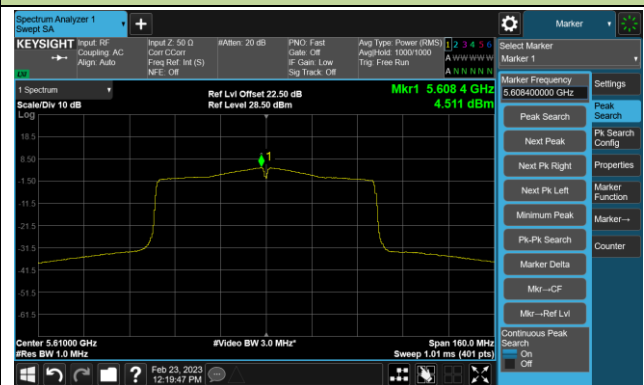 Spectrum Analyzer 1
Swept SA
+
Marker
KEYSIGHT
Input: RF
Coupling: AC
Align: Auto
Input Z: 50 Ω
Corr CCorr
Freq Ref: Int (S)
NFE: Off
#Atten: 20 dB
PNO: Fast
Gate: Off
IF Gain: Low
Sig Track: Off
Avg Type: Power (RMS)
Avg|Hold: 1000/1000
Trig: Free Run
1 2 3 4 5 6
A W W W W W
A N N N N N
Select Marker
Marker 1
1 Spectrum
Scale/Div 10 dB
Log
Ref Lvl Offset 22.50 dB
Ref Level 28.50 dBm
Mkr1 5.608 4 GHz
4.511 dBm
18.5
8.50
-1.50
-11.5
-21.5
-31.5
-41.5
-51.5
-61.5
1
Center 5.61000 GHz
#Res BW 1.0 MHz
#Video BW 3.0 MHz*
Span 160.0 MHz
Sweep 1.01 ms (401 pts)
Marker Frequency
5.608400000 GHz
Peak Search
Next Peak
Next Pk Right
Next Pk Left
Minimum Peak
Pk-Pk Search
Marker Delta
Mkr→CF
Mkr→Ref Lvl
Continuous Peak
Search
On
Off
Settings
Peak
Search
Pk Search
Config
Properties
Marker
Function
Marker→
Counter
?
Feb 23, 2023
12:19:47 PM